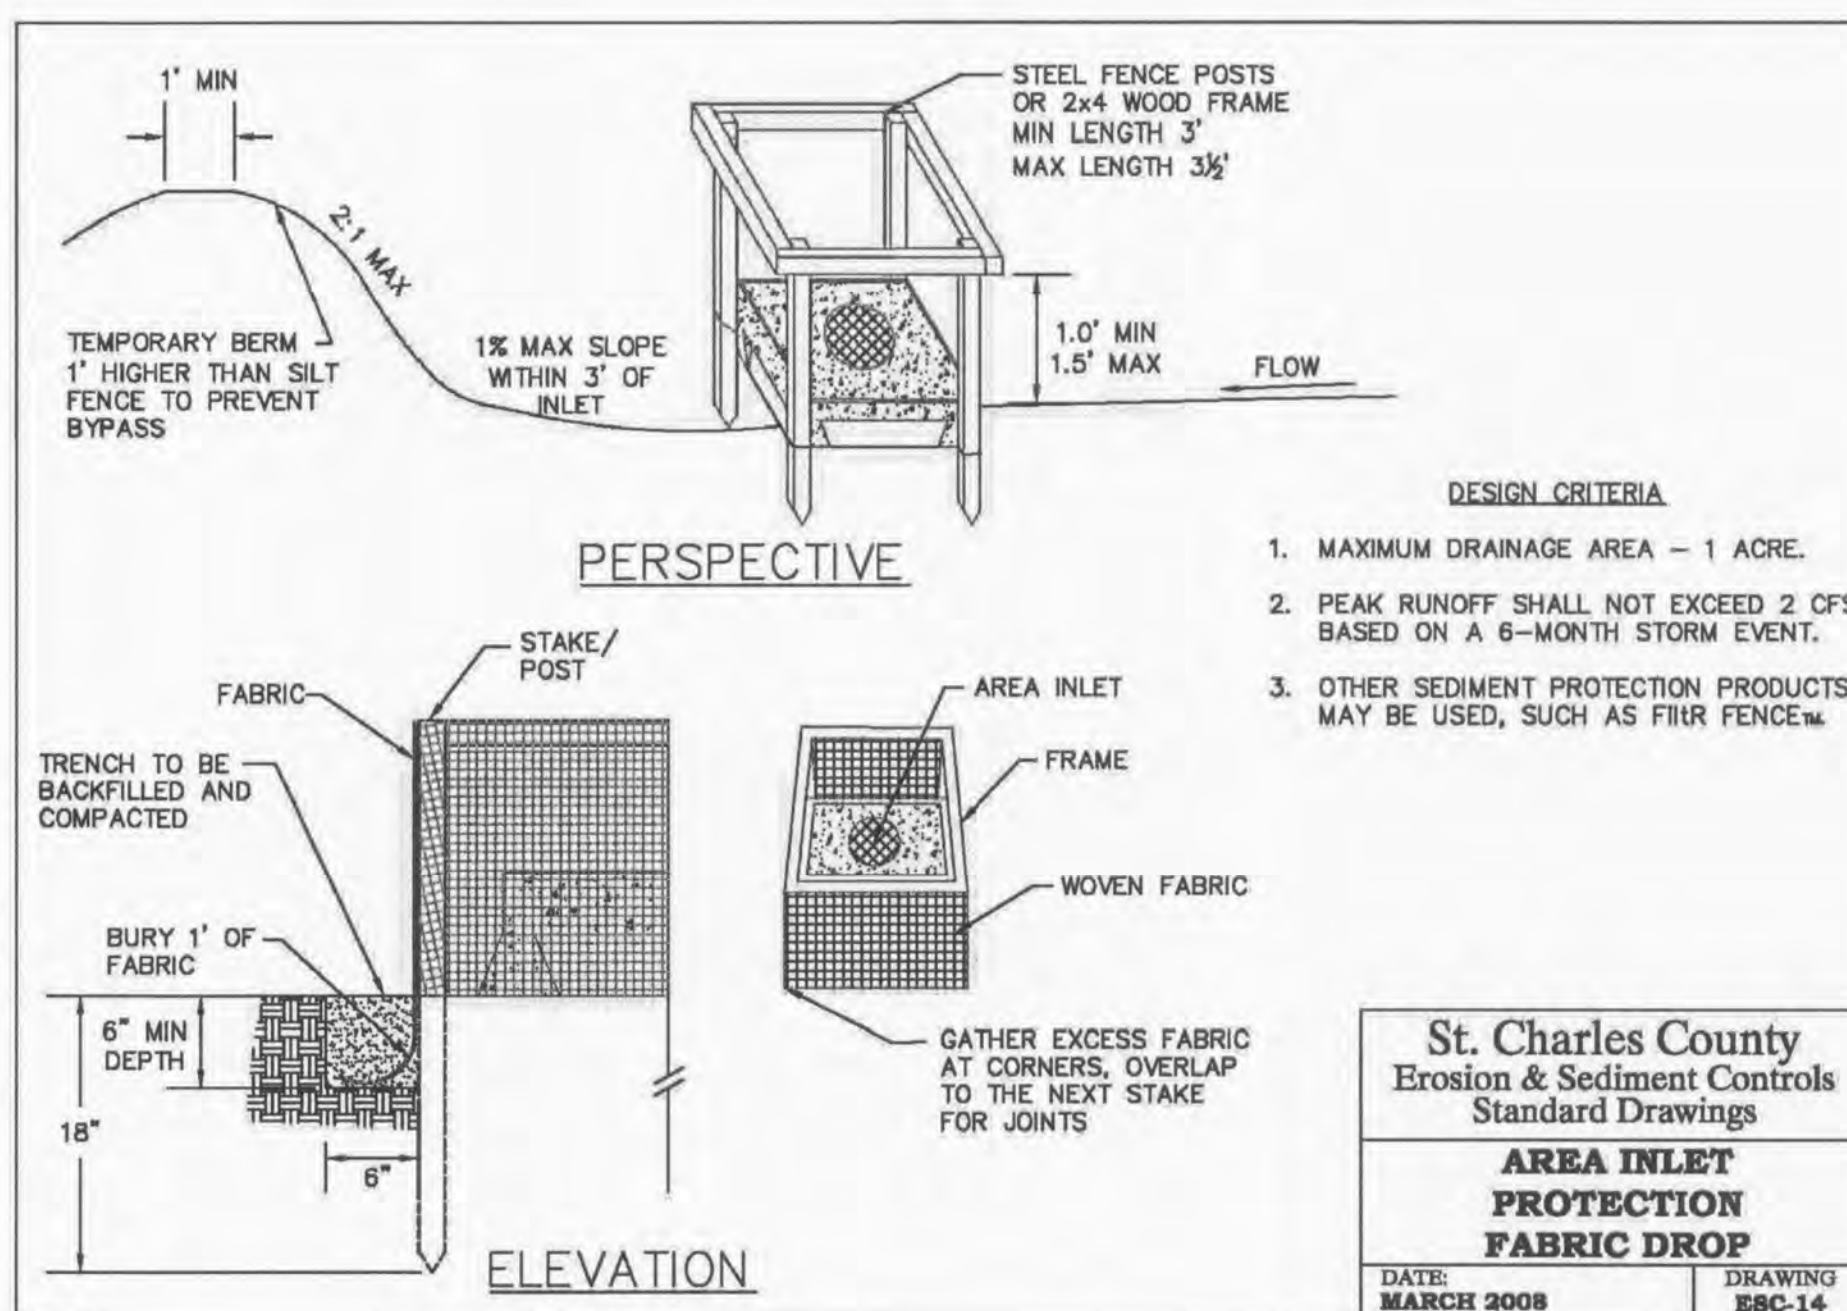 1' MIN
STEEL FENCE POSTS
OR 2x4 WOOD FRAME
MIN LENGTH 3'
MAX LENGTH 3½'
2:1 MAX
TEMPORARY BERM
1' HIGHER THAN SILT
FENCE TO PREVENT
BYPASS
1% MAX SLOPE
WITHIN 3' OF
INLET
1.0' MIN
1.5' MAX
FLOW
PERSPECTIVE
DESIGN CRITERIA
1. MAXIMUM DRAINAGE AREA – 1 ACRE.
2. PEAK RUNOFF SHALL NOT EXCEED 2 CFS
BASED ON A 6-MONTH STORM EVENT.
3. OTHER SEDIMENT PROTECTION PRODUCTS
MAY BE USED, SUCH AS FIltR FENCE™.
STAKE/
POST
FABRIC
TRENCH TO BE
BACKFILLED AND
COMPACTED
BURY 1' OF
FABRIC
6" MIN
DEPTH
18"
6"
ELEVATION
AREA INLET
FRAME
WOVEN FABRIC
GATHER EXCESS FABRIC
AT CORNERS, OVERLAP
TO THE NEXT STAKE
FOR JOINTS
St. Charles County
Erosion & Sediment Controls
Standard Drawings
AREA INLET
PROTECTION
FABRIC DROP
DATE:
MARCH 2008
DRAWING
ESC-14